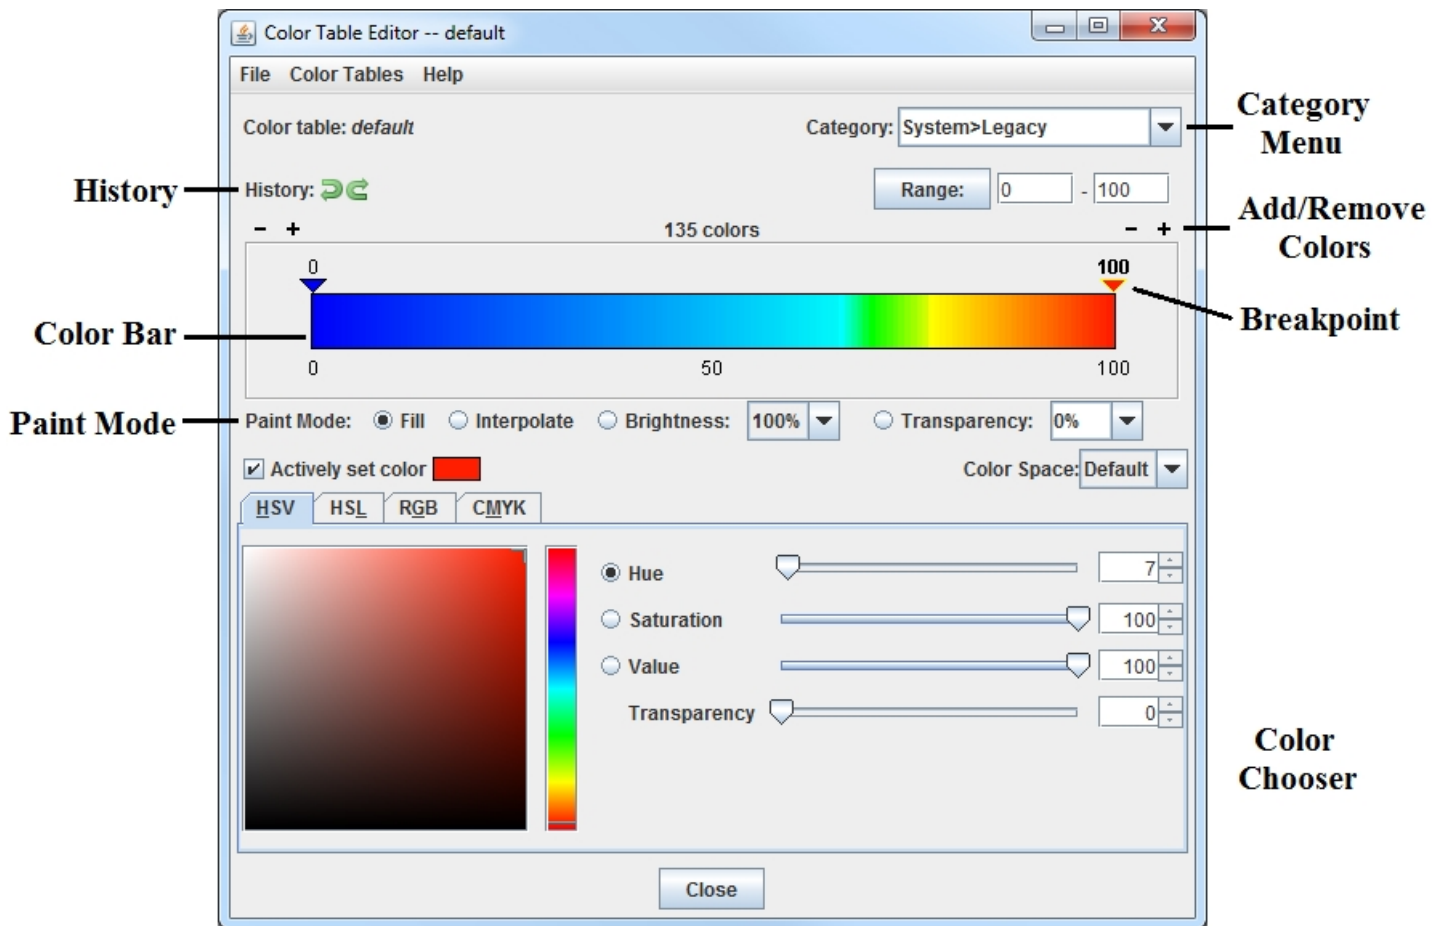 Color Table Editor -- default
File Color Tables Help
Color table: default Category: System>Legacy
Category
Menu
History
History: Range: 0 - 100
Add/Remove
Colors
- + 135 colors - +
0 100
Breakpoint
Color Bar
0 50 100
Paint Mode
Paint Mode: Fill Interpolate Brightness: 100% Transparency: 0%
Actively set color Color Space: Default
HSV HSL RGB CMYK
Hue 7
Saturation 100
Value 100
Transparency 0
Color
Chooser
Close